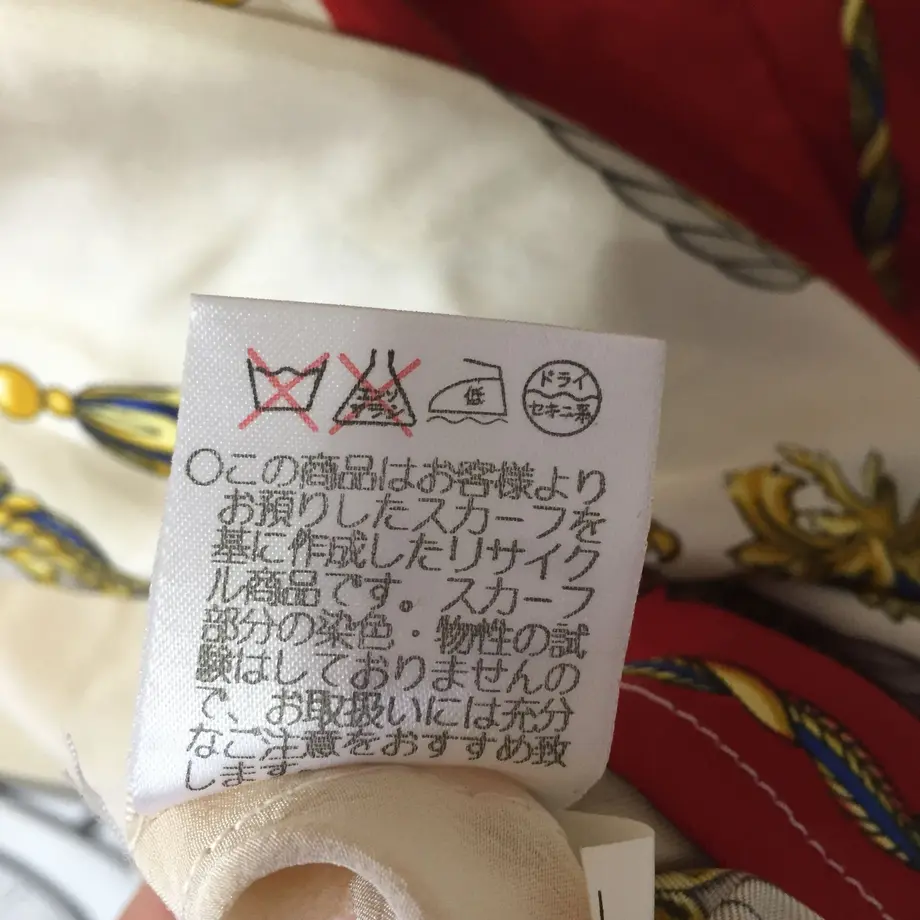 エンソ
サラシ
低
ドライ
セキユ系
〇この商品はお客様より
お預りしたスカーフを
基に作成したリサイク
ル商品です。スカーフ
部分の染色・物性の試
験はしておりませんの
で、お取扱いには充分
なご注意をおすすめ致
します